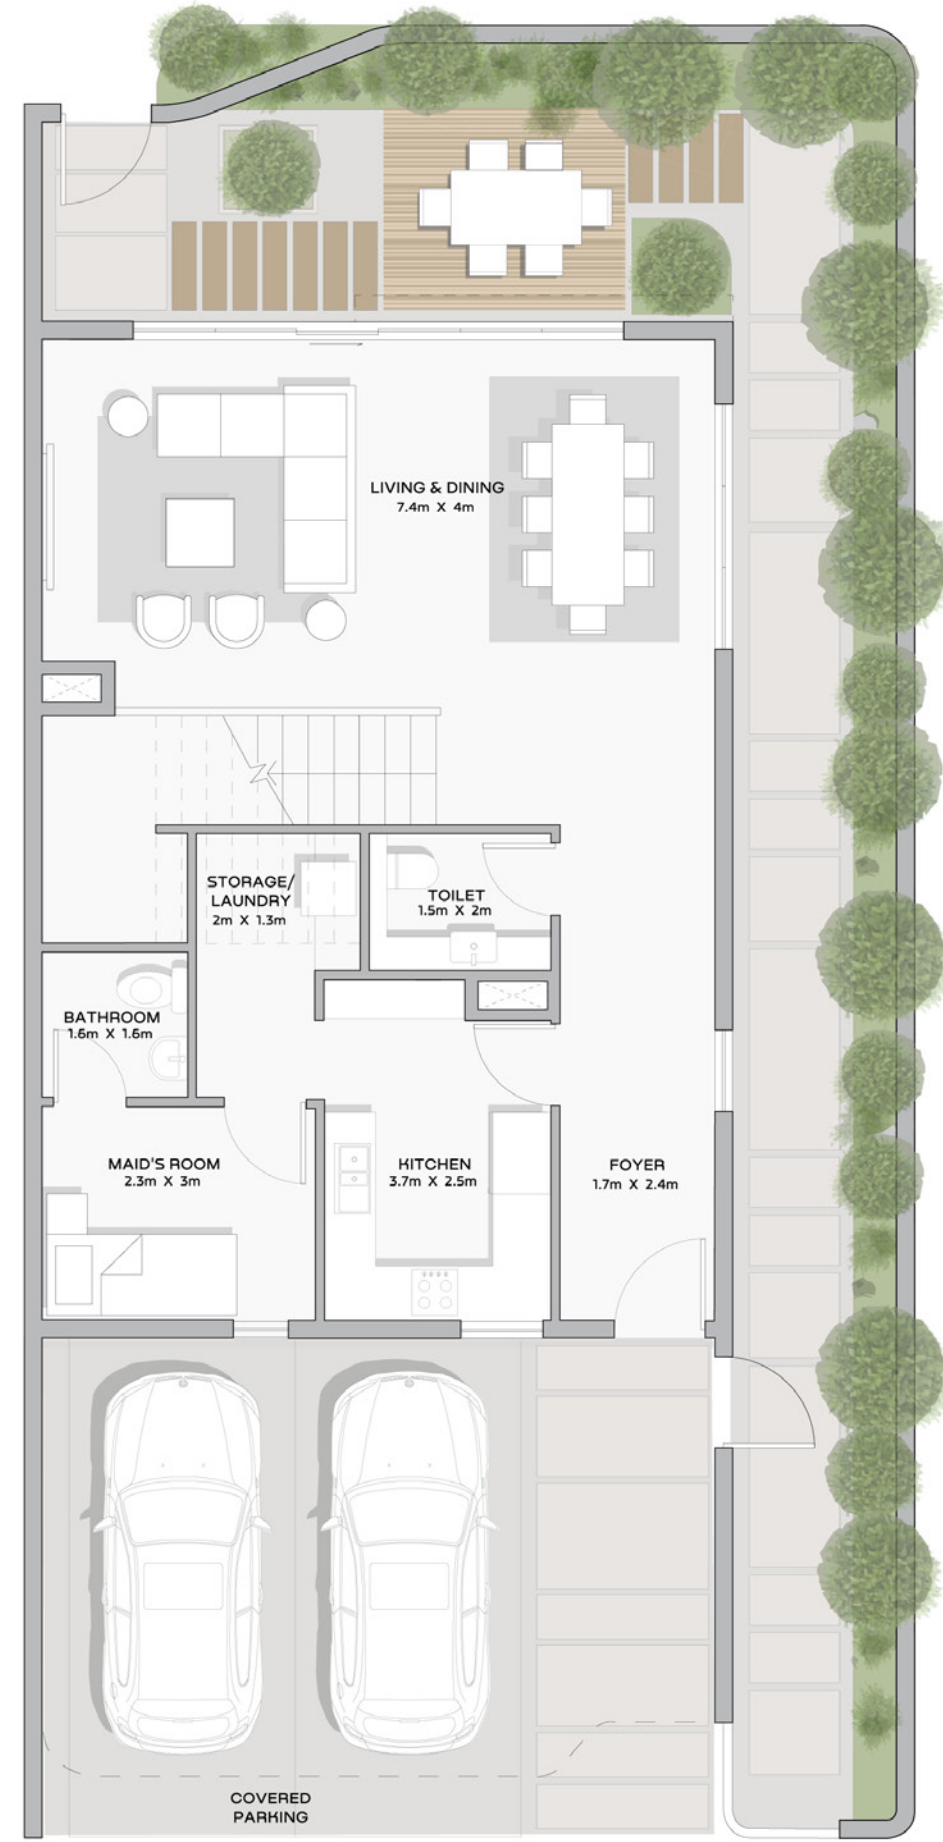 LIVING & DINING
7.4m X 4m
STORAGE/
LAUNDRY
2m X 1.3m
TOILET
1.5m X 2m
BATHROOM
1.6m X 1.6m
MAID'S ROOM
2.3m X 3m
KITCHEN
3.7m X 2.5m
FOYER
1.7m X 2.4m
COVERED
PARKING